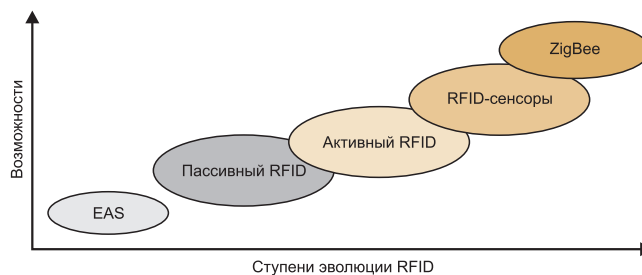 ZigBee
RFID-сенсоры
Активный RFID
Пассивный RFID
EAS
Возможности
Ступени эволюции RFID